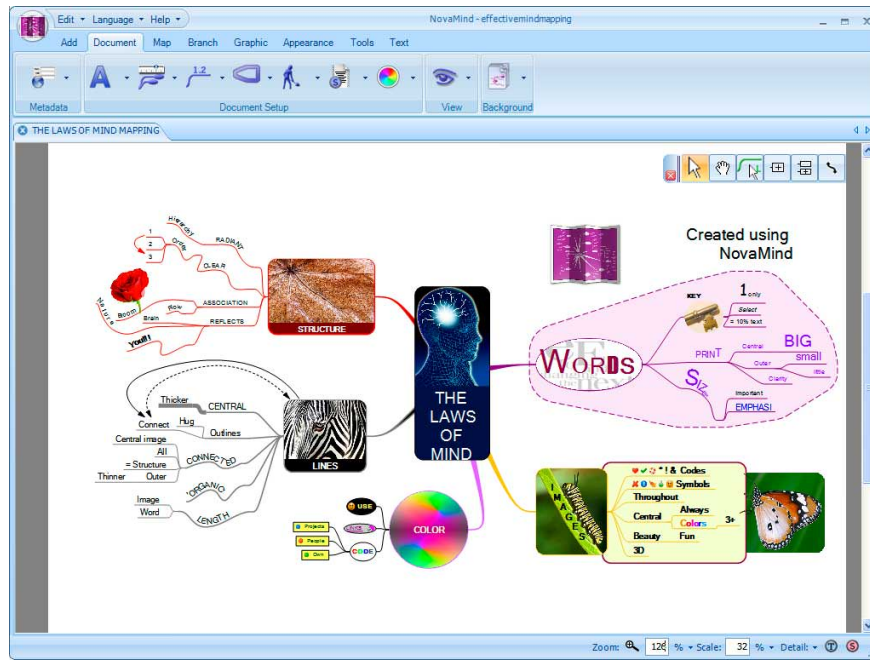 Edit Language Help
NovaMind - effectivemindmapping
Add Document Map Branch Graphic Appearance Tools Text
1.2
Metadata Document Setup View Background
THE LAWS OF MIND MAPPING
Created using
NovaMind
Hierarchy
RADIANT
1
2
3
Order
CLEAR
ASSOCIATION
glow
Nature
Boom
Brain
REFLECTS
You!!!
STRUCTURE
THE
LAWS
OF
MIND
WORDS
KEY
1 only
Select
= 10% text
PRINT
Central
BIG
Outer
small
little
Clarity
Size
Important
EMPHASI
Thicker
CENTRAL
Connect
Hug
Outlines
Central image
All
= Structure
CONNECTED
Thinner
Outer
ORGANIC
Image
Word
LENGTH
LINES
USE
Projects
People
Own
CODE
COLOR
IMAGES
" ! & Codes
Symbols
Throughout
Central
Always
Colors
3+
Beauty
Fun
3D
Zoom: % Scale: 32 % Detail: T S